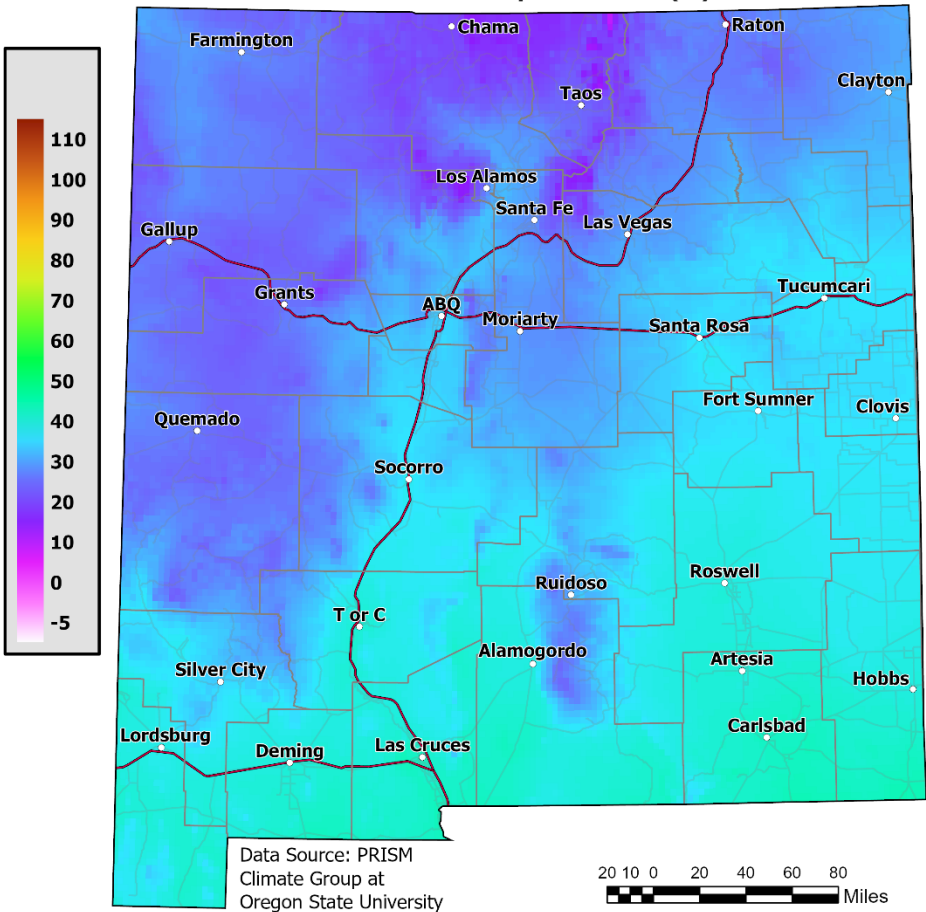 Chama
Raton
Farmington
Clayton
Taos
110
100
90
80
70
60
50
40
30
20
10
0
-5
Los Alamos
Santa Fe
Las Vegas
Gallup
Grants
Tucumcari
ABQ
Moriarty
Santa Rosa
Fort Sumner
Clovis
Quemado
Socorro
Ruidoso
Roswell
T or C
Alamogordo
Artesia
Silver City
Hobbs
Carlsbad
Lordsburg
Deming
Las Cruces
Data Source: PRISM
Climate Group at
Oregon State University
20 10 0 20 40 60 80
Miles